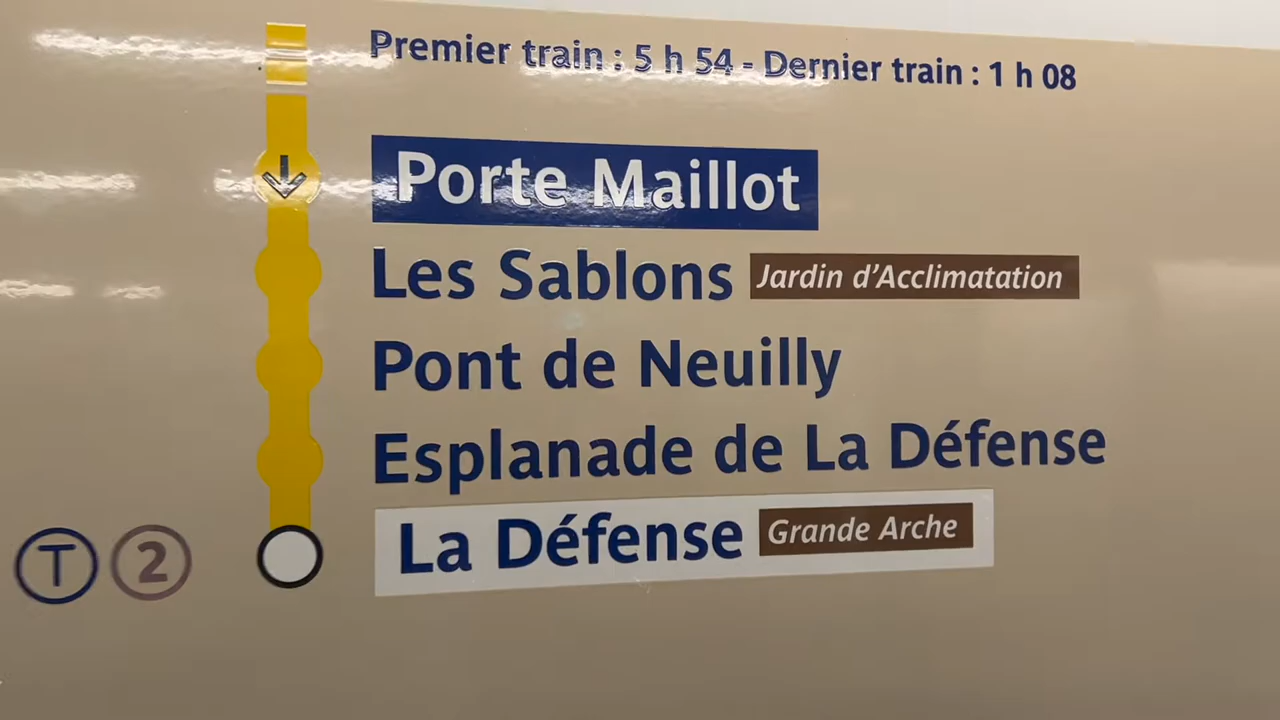 Premier train : 5 h 54 - Dernier train : 1 h 08
Porte Maillot
Les Sablons Jardin d'Acclimatation
Pont de Neuilly
Esplanade de La Défense
T 2 La Défense Grande Arche